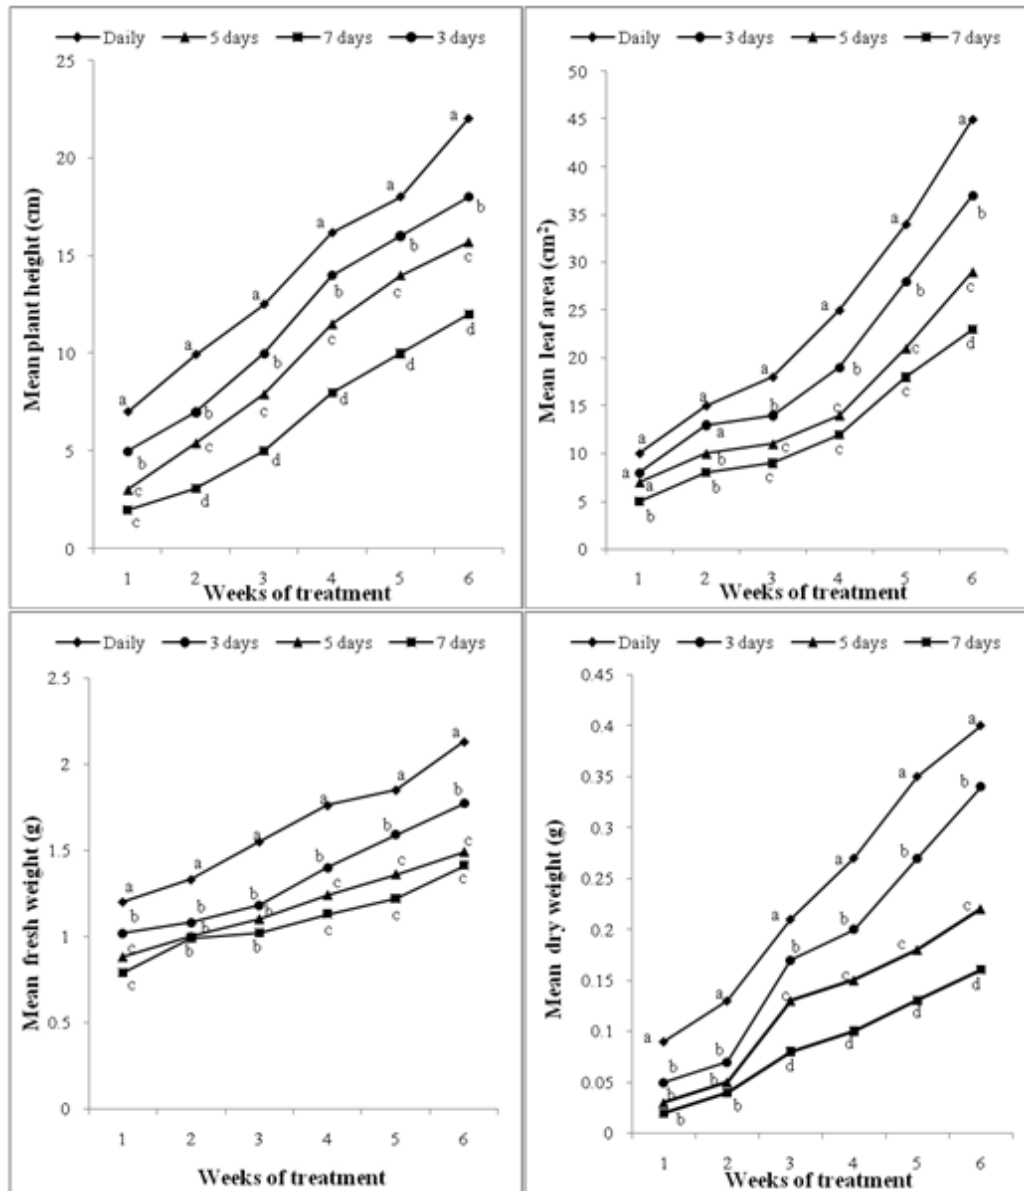 Daily 5 days 7 days 3 days
Mean plant height (cm)
25
20
15
10
5
0
a a a a a a
b b b b b b
c c c c c c
c d d d d d
1 2 3 4 5 6
Weeks of treatment
Daily 3 days 5 days 7 days
Mean leaf area (cm²)
50
45
40
35
30
25
20
15
10
5
0
a a a a a a
a a b b b b
a b c c c c
b b c c c d
1 2 3 4 5 6
Weeks of treatment
Daily 3 days 5 days 7 days
Mean fresh weight (g)
2.5
2
1.5
1
0.5
0
a a a a a a
b b b b b b
c b b c c c
c b b c c c
1 2 3 4 5 6
Weeks of treatment
Daily 3 days 5 days 7 days
Mean dry weight (g)
0.45
0.4
0.35
0.3
0.25
0.2
0.15
0.1
0.05
0
a a a a a a
b b b b b b
b b c c c c
b b d d d d
1 2 3 4 5 6
Weeks of treatment